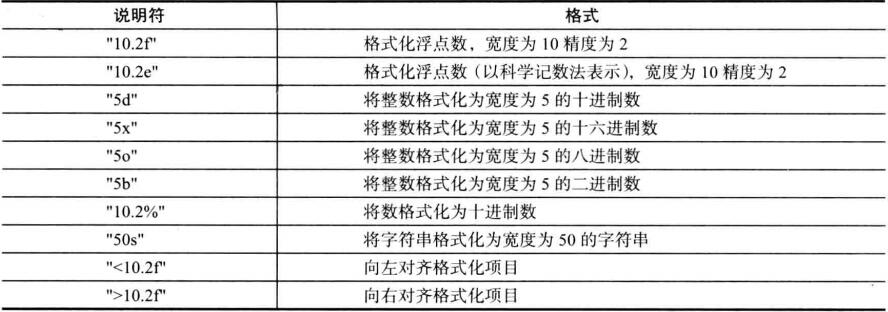 说明符 格式
"10.2f" 格式化浮点数，宽度为 10 精度为 2
"10.2e" 格式化浮点数（以科学记数法表示），宽度为 10 精度为 2
"5d" 将整数格式化为宽度为 5 的十进制数
"5x" 将整数格式化为宽度为 5 的十六进制数
"5o" 将整数格式化为宽度为 5 的八进制数
"5b" 将整数格式化为宽度为 5 的二进制数
"10.2%" 将数格式化为十进制数
"50s" 将字符串格式化为宽度为 50 的字符串
"<10.2f" 向左对齐格式化项目
">10.2f" 向右对齐格式化项目